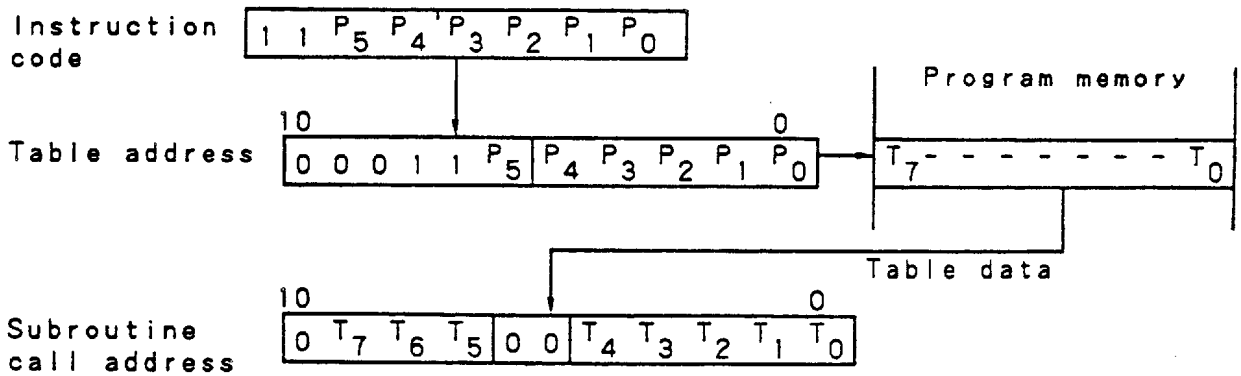 Instruction code
1 1 P5 P4 P3 P2 P1 P0
Program memory
10 0
Table address
0 0 0 1 1 P5 P4 P3 P2 P1 P0
T7 - - - - - - - T0
Table data
10 0
Subroutine call address
0 T7 T6 T5 0 0 T4 T3 T2 T1 T0